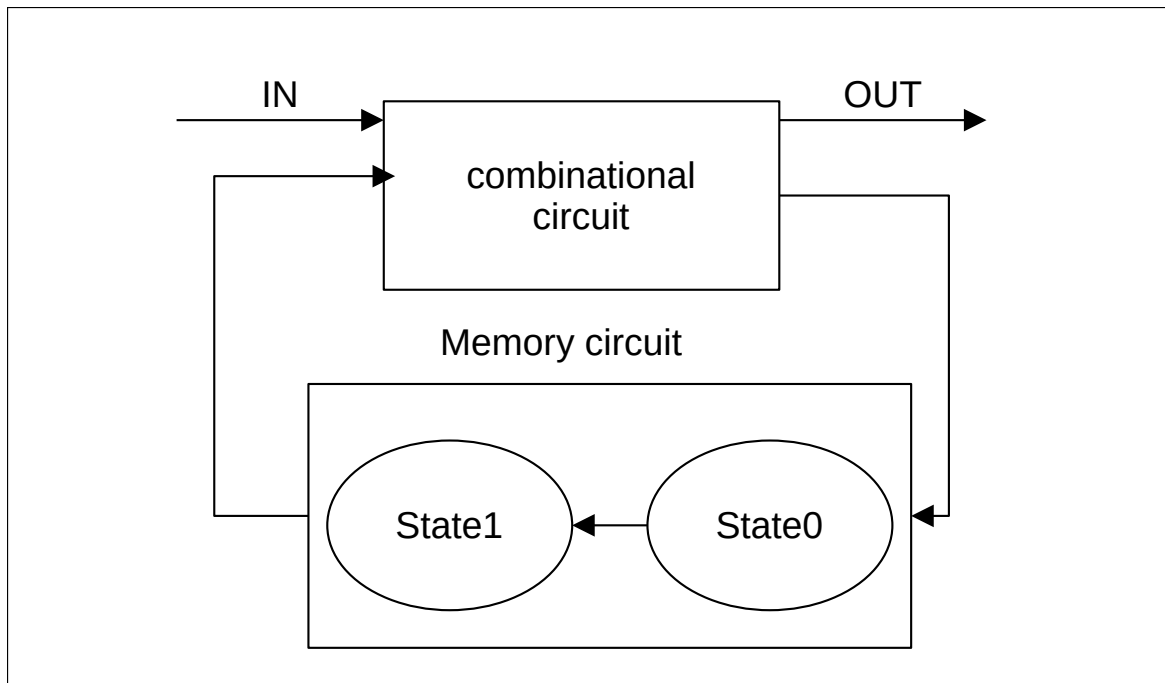 IN
OUT
combinational
circuit
Memory circuit
State1
State0